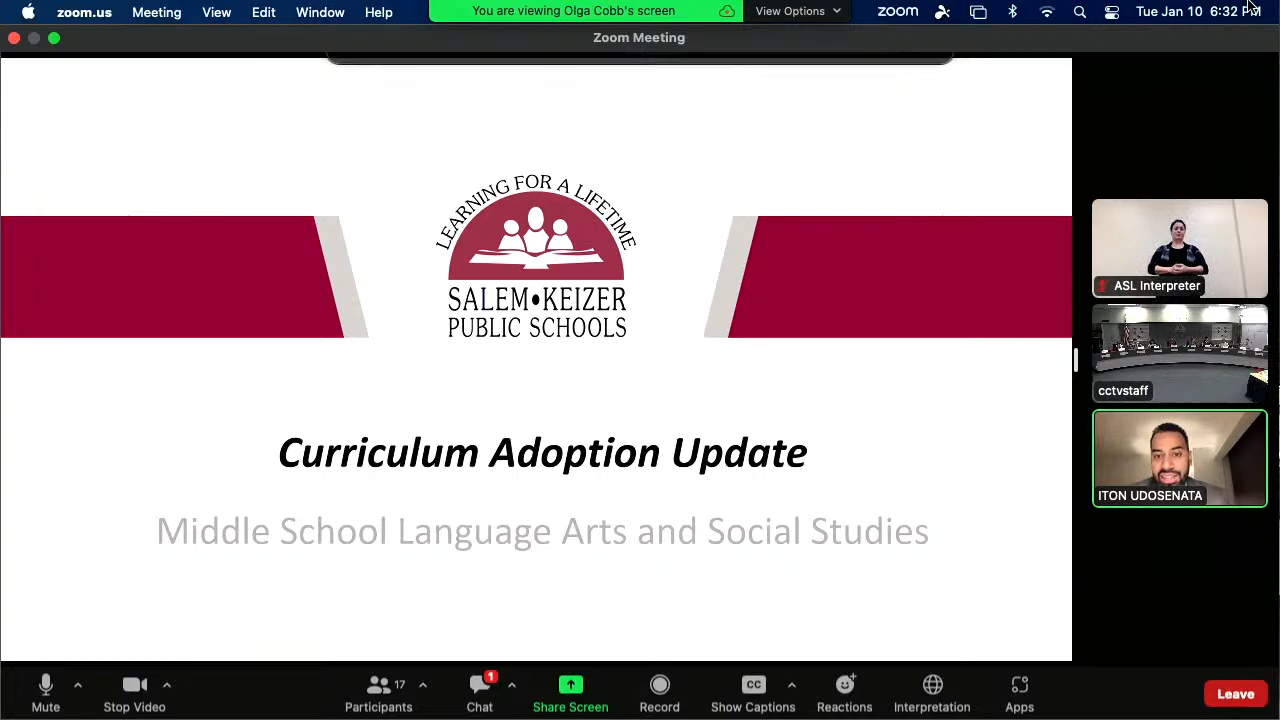 zoom.us Meeting View Edit Window Help
You are viewing Olga Cobb's screen
View Options
zoom
Tue Jan 10 6:32 PM
Zoom Meeting
LEARNING FOR A LIFETIME
SALEM•KEIZER
PUBLIC SCHOOLS
Curriculum Adoption Update
Middle School Language Arts and Social Studies
ASL Interpreter
cctvstaff
ITON UDOSENATA
17
1
CC
Mute
Stop Video
Participants
Chat
Share Screen
Record
Show Captions
Reactions
Interpretation
Apps
Leave